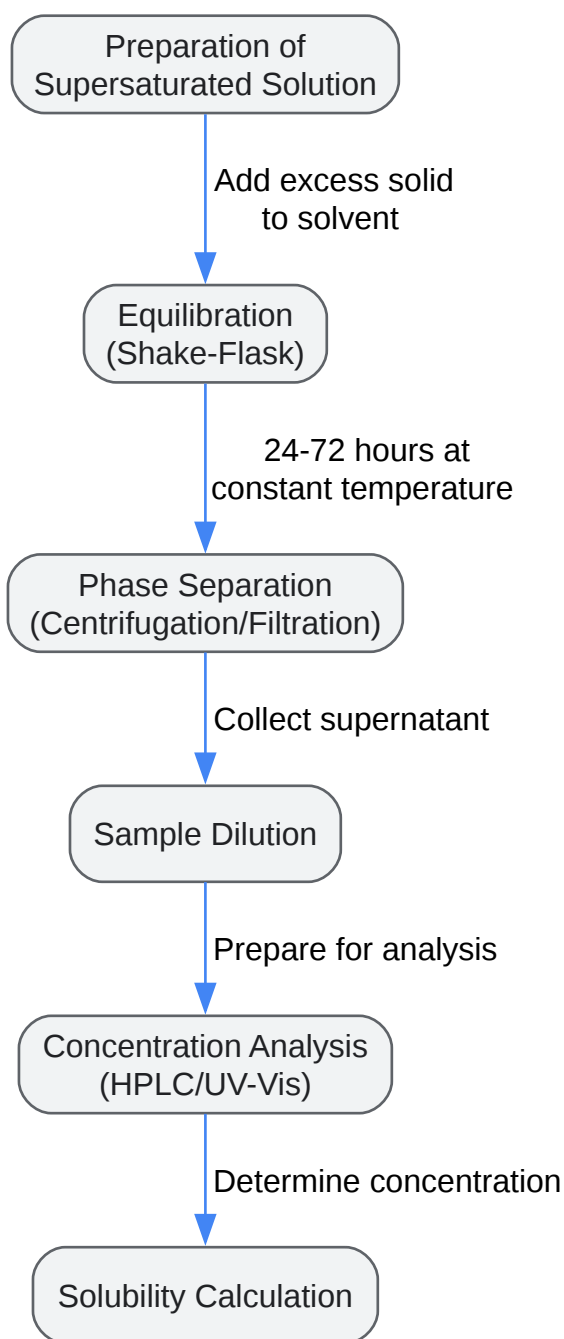 Preparation of
Supersaturated Solution
Add excess solid
to solvent
Equilibration
(Shake-Flask)
24-72 hours at
constant temperature
Phase Separation
(Centrifugation/Filtration)
Collect supernatant
Sample Dilution
Prepare for analysis
Concentration Analysis
(HPLC/UV-Vis)
Determine concentration
Solubility Calculation